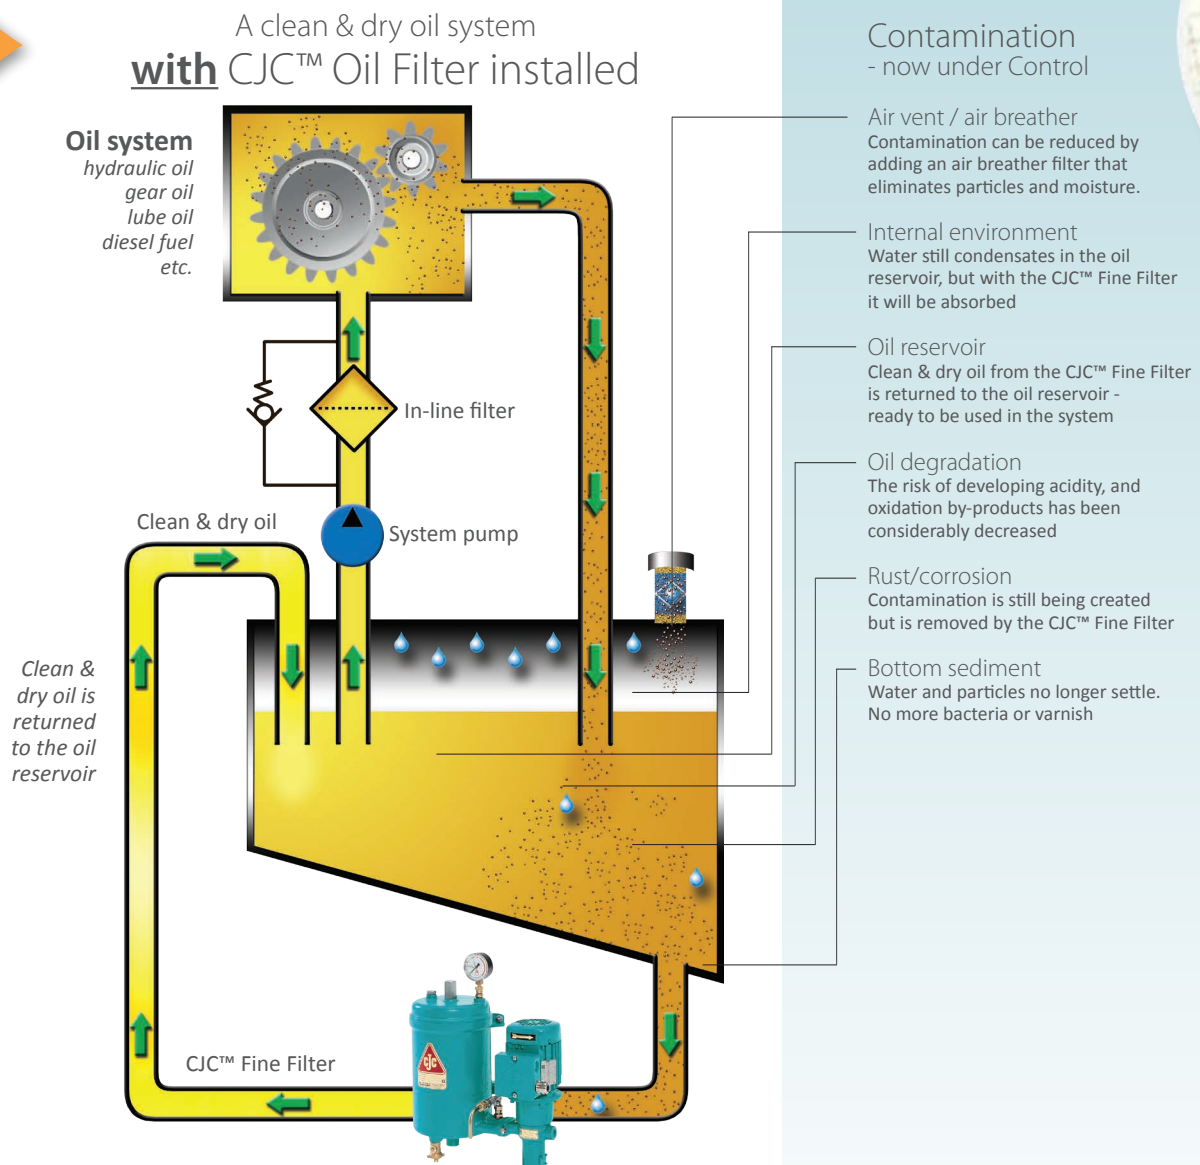 A clean & dry oil system
with CJC™ Oil Filter installed
Oil system
hydraulic oil
gear oil
lube oil
diesel fuel
etc.
In-line filter
System pump
Clean & dry oil
Clean &
dry oil is
returned
to the oil
reservoir
CJC™ Fine Filter
CJC
Contamination
- now under Control
Air vent / air breather
Contamination can be reduced by
adding an air breather filter that
eliminates particles and moisture.
Internal environment
Water still condensates in the oil
reservoir, but with the CJC™ Fine Filter
it will be absorbed
Oil reservoir
Clean & dry oil from the CJC™ Fine Filter
is returned to the oil reservoir -
ready to be used in the system
Oil degradation
The risk of developing acidity, and
oxidation by-products has been
considerably decreased
Rust/corrosion
Contamination is still being created
but is removed by the CJC™ Fine Filter
Bottom sediment
Water and particles no longer settle.
No more bacteria or varnish